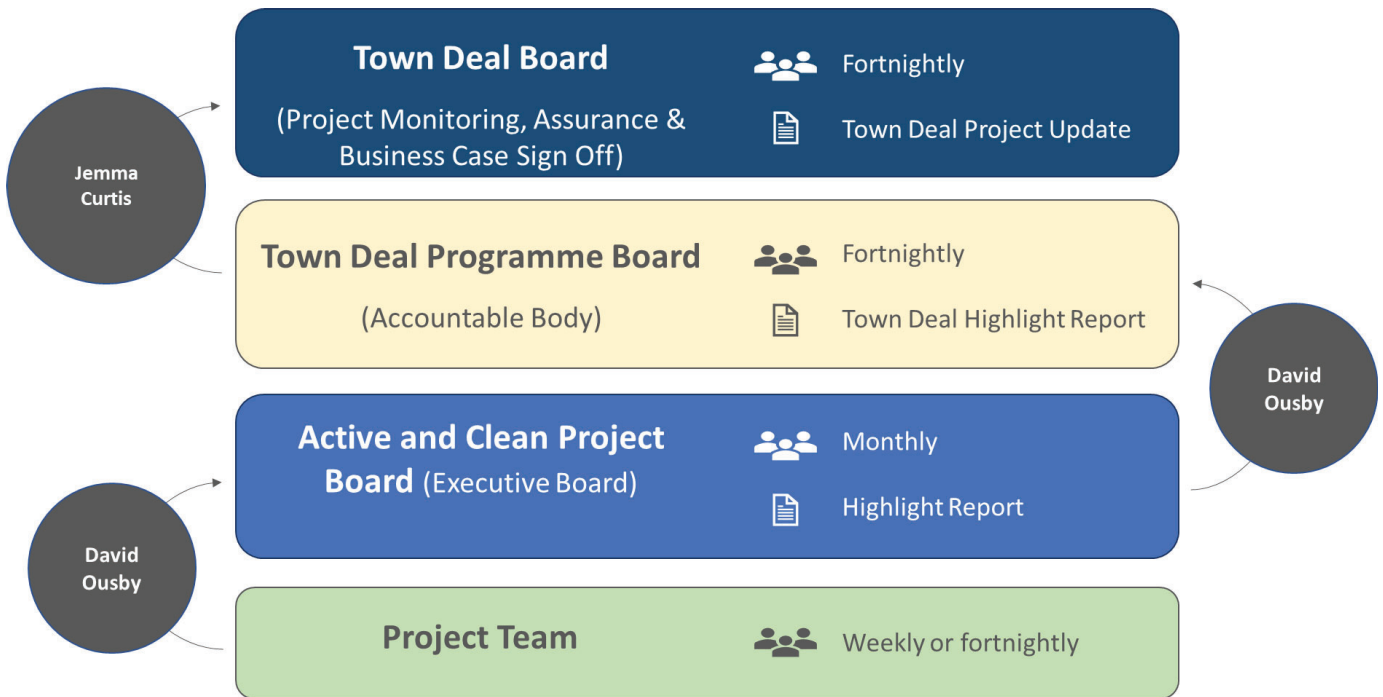 Town Deal Board
(Project Monitoring, Assurance &
Business Case Sign Off)
Fortnightly
Town Deal Project Update
Jemma
Curtis
Town Deal Programme Board
(Accountable Body)
Fortnightly
Town Deal Highlight Report
David
Ousby
Active and Clean Project
Board (Executive Board)
Monthly
Highlight Report
David
Ousby
Project Team
Weekly or fortnightly